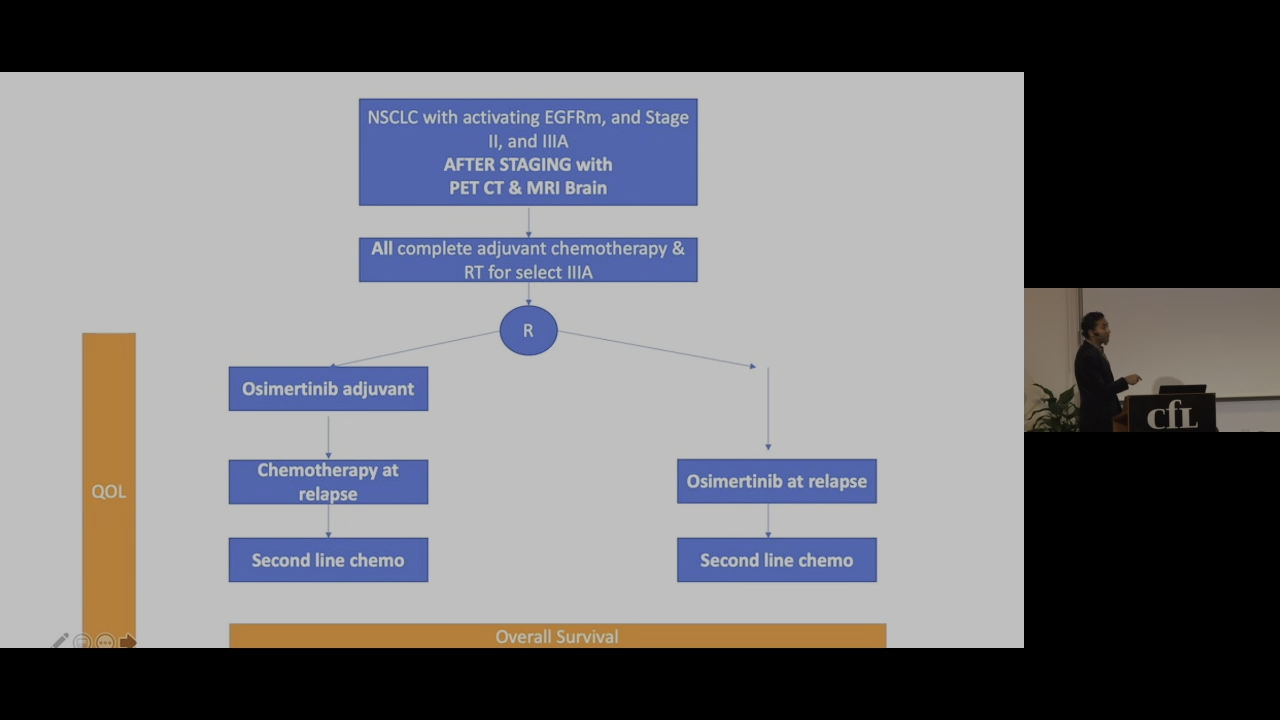 NSCLC with activating EGFRm, and Stage
II, and IIIA
AFTER STAGING with
PET CT & MRI Brain
All complete adjuvant chemotherapy &
RT for select IIIA
R
Osimertinib adjuvant
Chemotherapy at
relapse
Second line chemo
Osimertinib at relapse
Second line chemo
QOL
Overall Survival
cfL